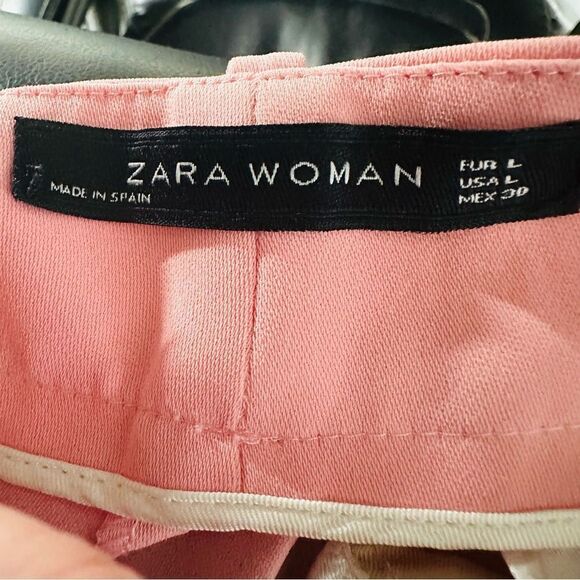 ZARA WOMAN
MADE IN SPAIN
EUR L
USA L
MEX 30